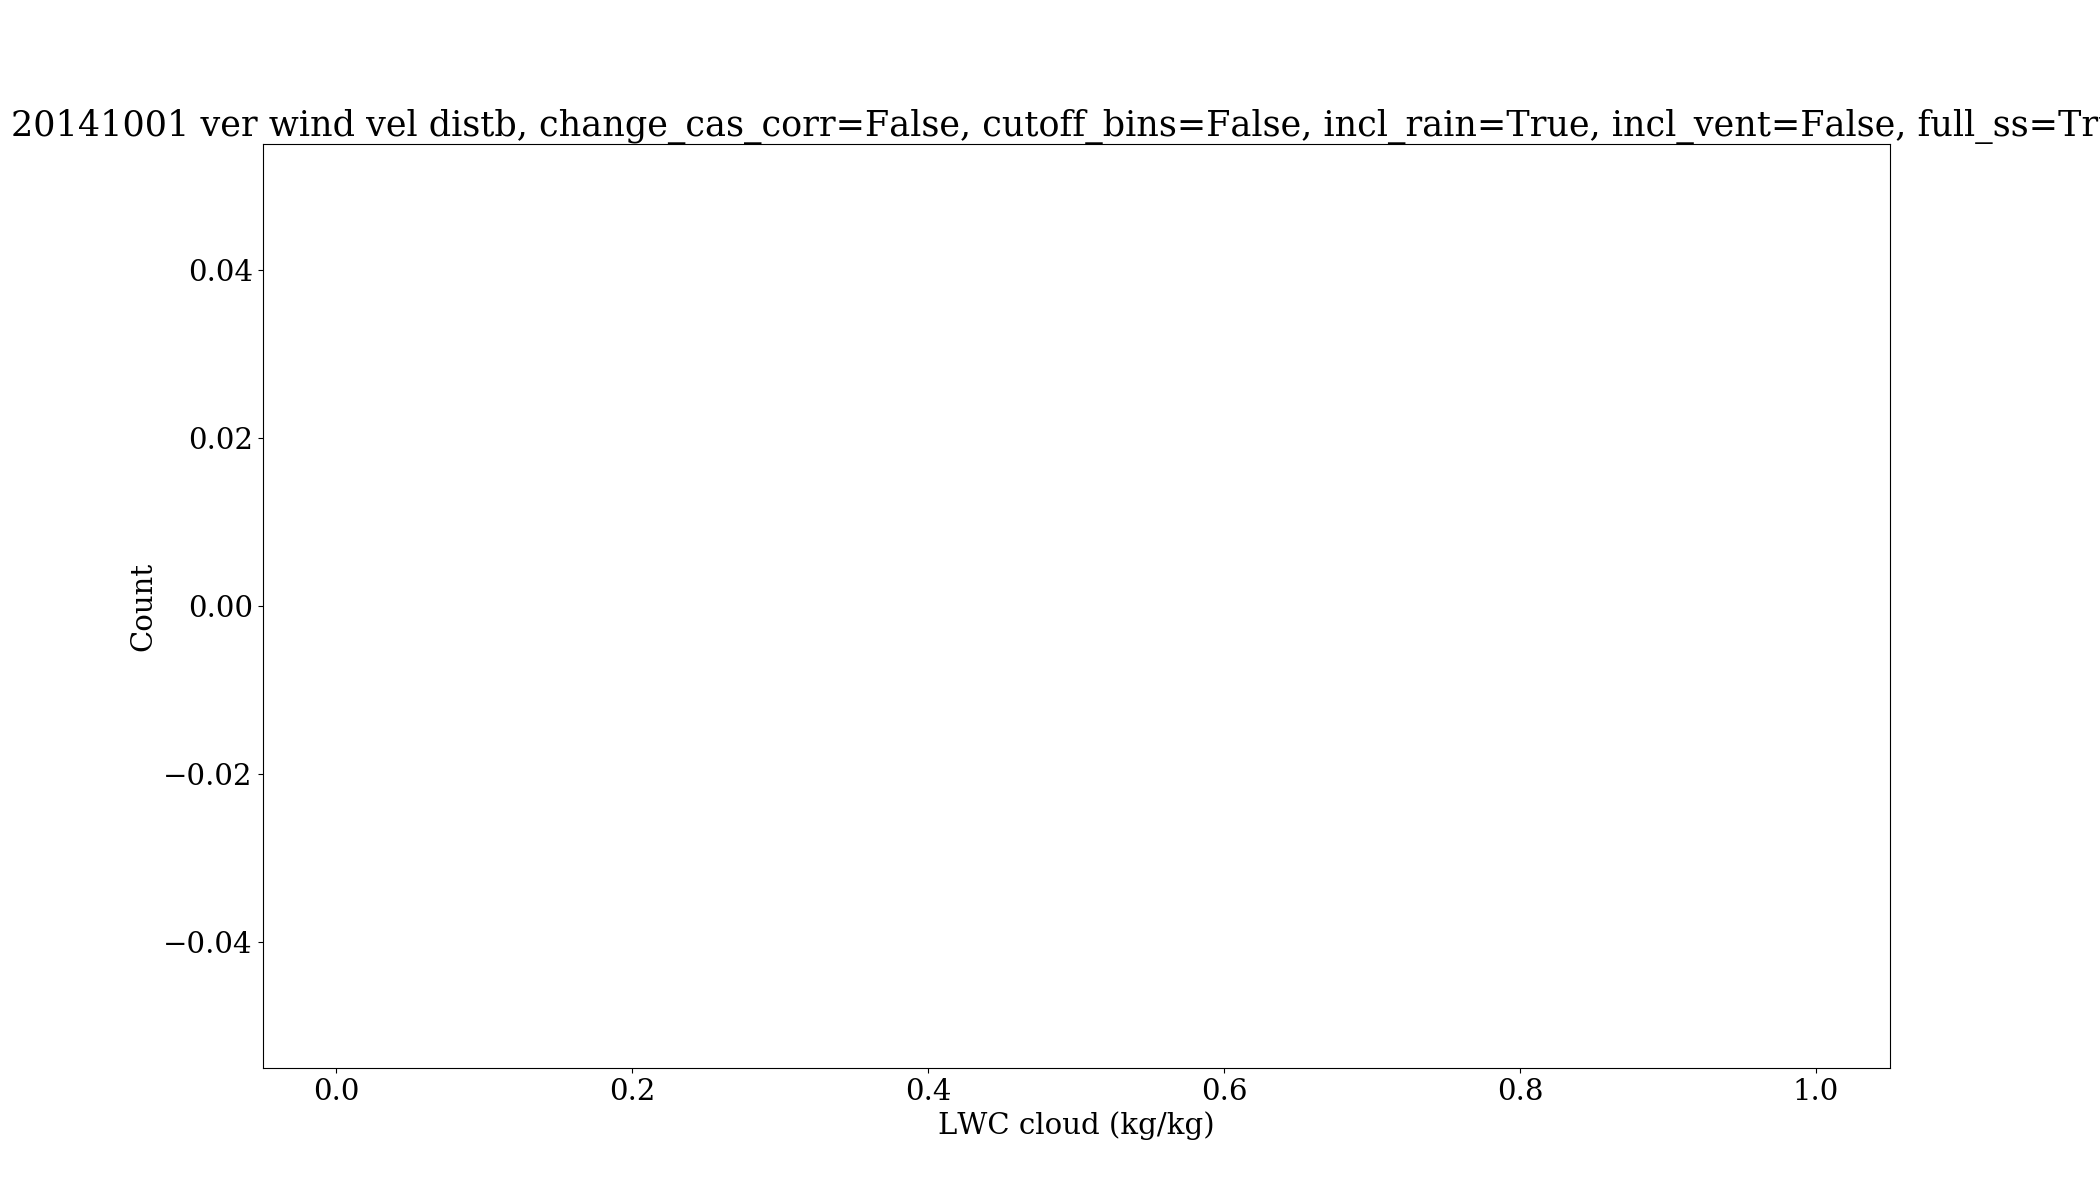 20141001 ver wind vel distb, change_cas_corr=False, cutoff_bins=False, incl_rain=True, incl_vent=False, full_ss=Tr
0.04
0.02
0.00
−0.02
−0.04
Count
0.0 0.2 0.4 0.6 0.8 1.0
LWC cloud (kg/kg)